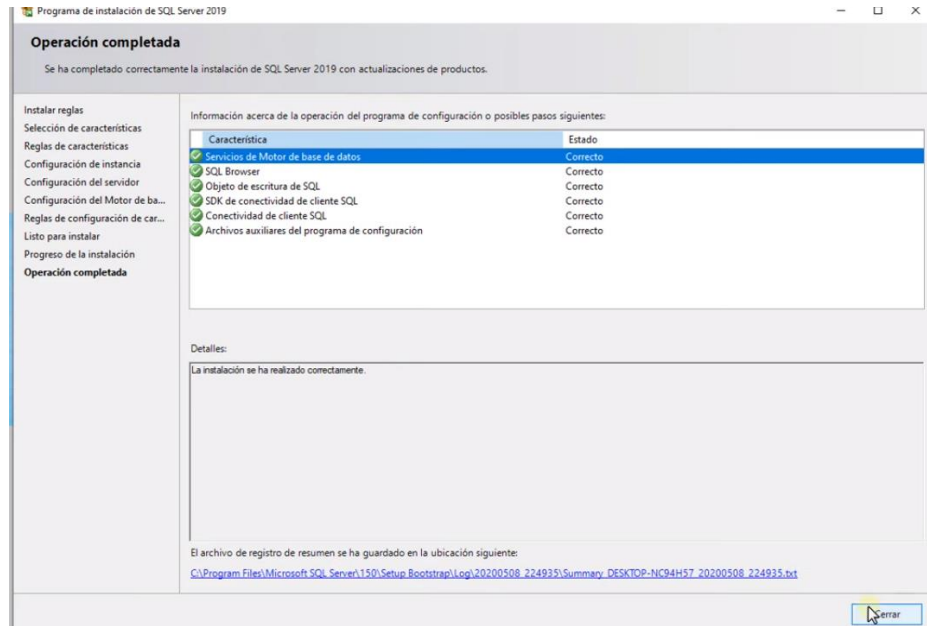 Programa de instalación de SQL Server 2019
Operación completada
Se ha completado correctamente la instalación de SQL Server 2019 con actualizaciones de productos.
Instalar reglas
Selección de características
Reglas de características
Configuración de instancia
Configuración del servidor
Configuración del Motor de ba...
Reglas de configuración de car...
Listo para instalar
Progreso de la instalación
Operación completada
Información acerca de la operación del programa de configuración o posibles pasos siguientes:
Característica Estado
Servicios de Motor de base de datos Correcto
SQL Browser Correcto
Objeto de escritura de SQL Correcto
SDK de conectividad de cliente SQL Correcto
Conectividad de cliente SQL Correcto
Archivos auxiliares del programa de configuración Correcto
Detalles:
La instalación se ha realizado correctamente.
El archivo de registro de resumen se ha guardado en la ubicación siguiente:
C:\Program Files\Microsoft SQL Server\150\Setup Bootstrap\Log\20200508_224935\Summary_DESKTOP-NC94H57_20200508_224935.txt
Cerrar